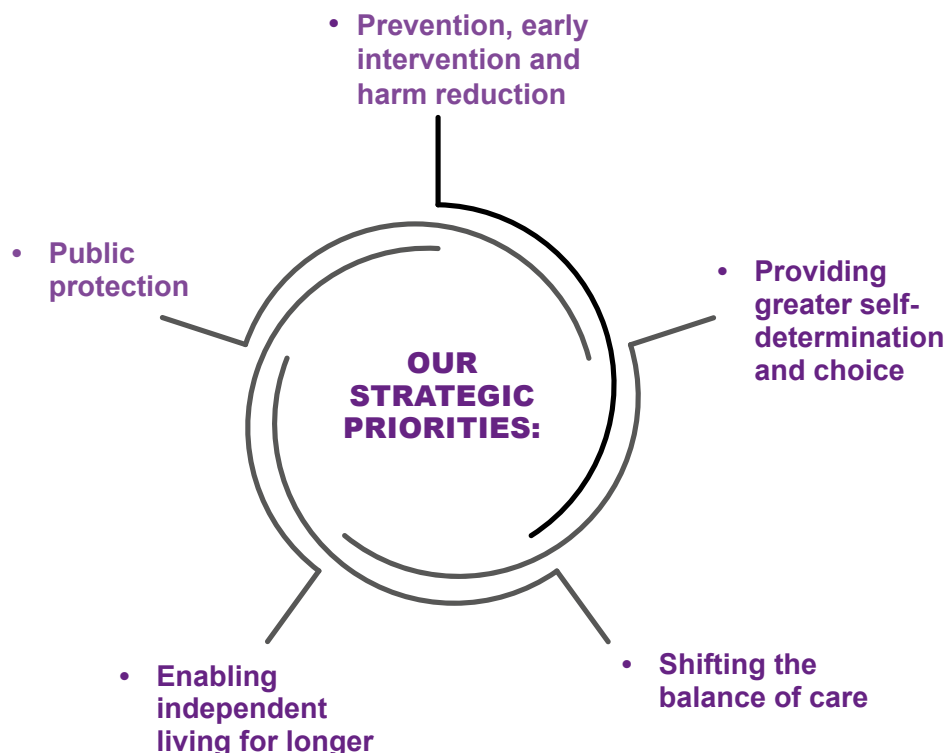 • Prevention, early
intervention and
harm reduction
• Public
protection
• Providing
greater self-
determination
and choice
OUR
STRATEGIC
PRIORITIES:
• Enabling
independent
living for longer
• Shifting the
balance of care